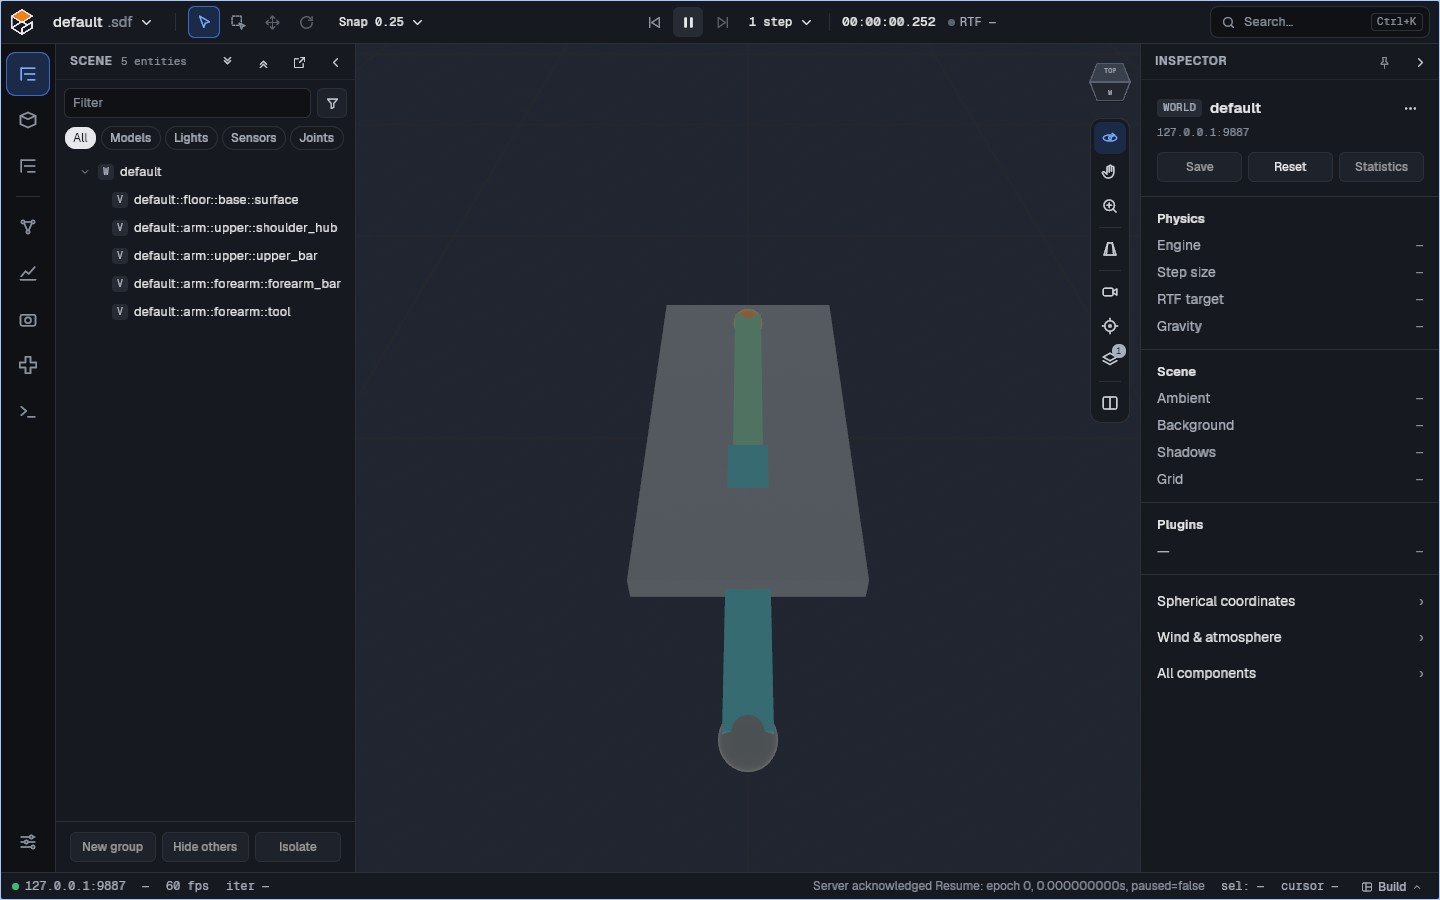 default .sdf
Snap 0.25
1 step
00:00:00.252
RTF –
Search...
Ctrl+K
SCENE 5 entities
Filter
All
Models
Lights
Sensors
Joints
W default
V default::floor::base::surface
V default::arm::upper::shoulder_hub
V default::arm::upper::upper_bar
V default::arm::forearm::forearm_bar
V default::arm::forearm::tool
New group
Hide others
Isolate
TOP
1
INSPECTOR
WORLD default
127.0.0.1:9887
Save
Reset
Statistics
Physics
Engine –
Step size –
RTF target –
Gravity –
Scene
Ambient –
Background –
Shadows –
Grid –
Plugins
— –
Spherical coordinates
Wind & atmosphere
All components
127.0.0.1:9887 – 60 fps iter –
Server acknowledged Resume: epoch 0, 0.000000000s, paused=false sel: – cursor – Build